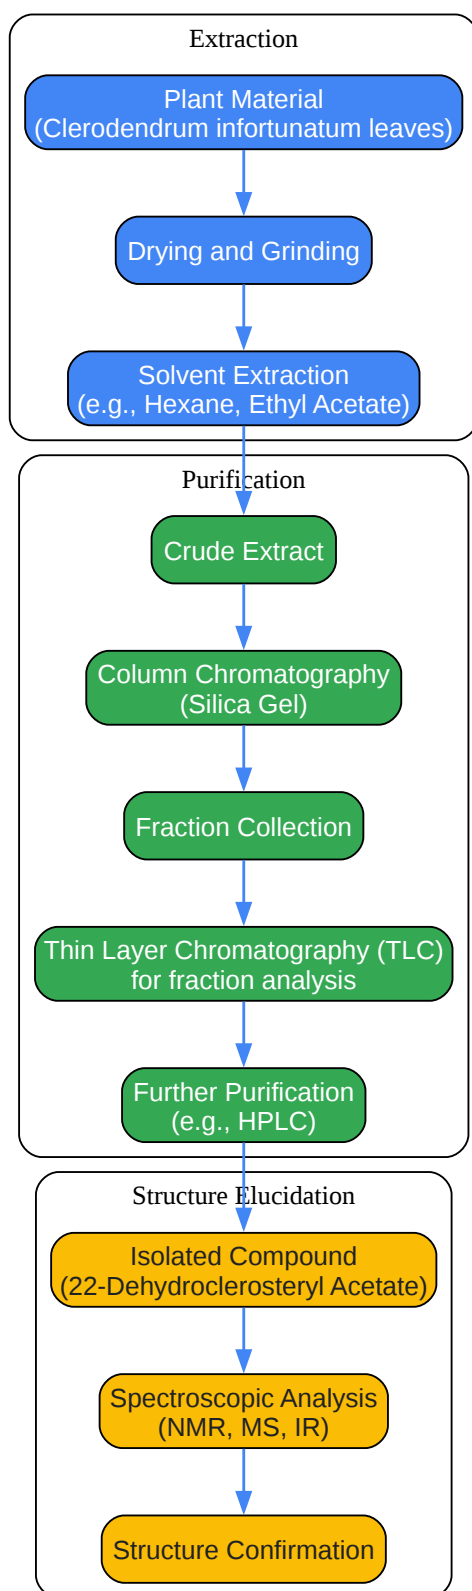 Extraction
Plant Material
(Clerodendrum infortunatum leaves)
Drying and Grinding
Solvent Extraction
(e.g., Hexane, Ethyl Acetate)
Purification
Crude Extract
Column Chromatography
(Silica Gel)
Fraction Collection
Thin Layer Chromatography (TLC)
for fraction analysis
Further Purification
(e.g., HPLC)
Structure Elucidation
Isolated Compound
(22-Dehydroclerosteryl Acetate)
Spectroscopic Analysis
(NMR, MS, IR)
Structure Confirmation